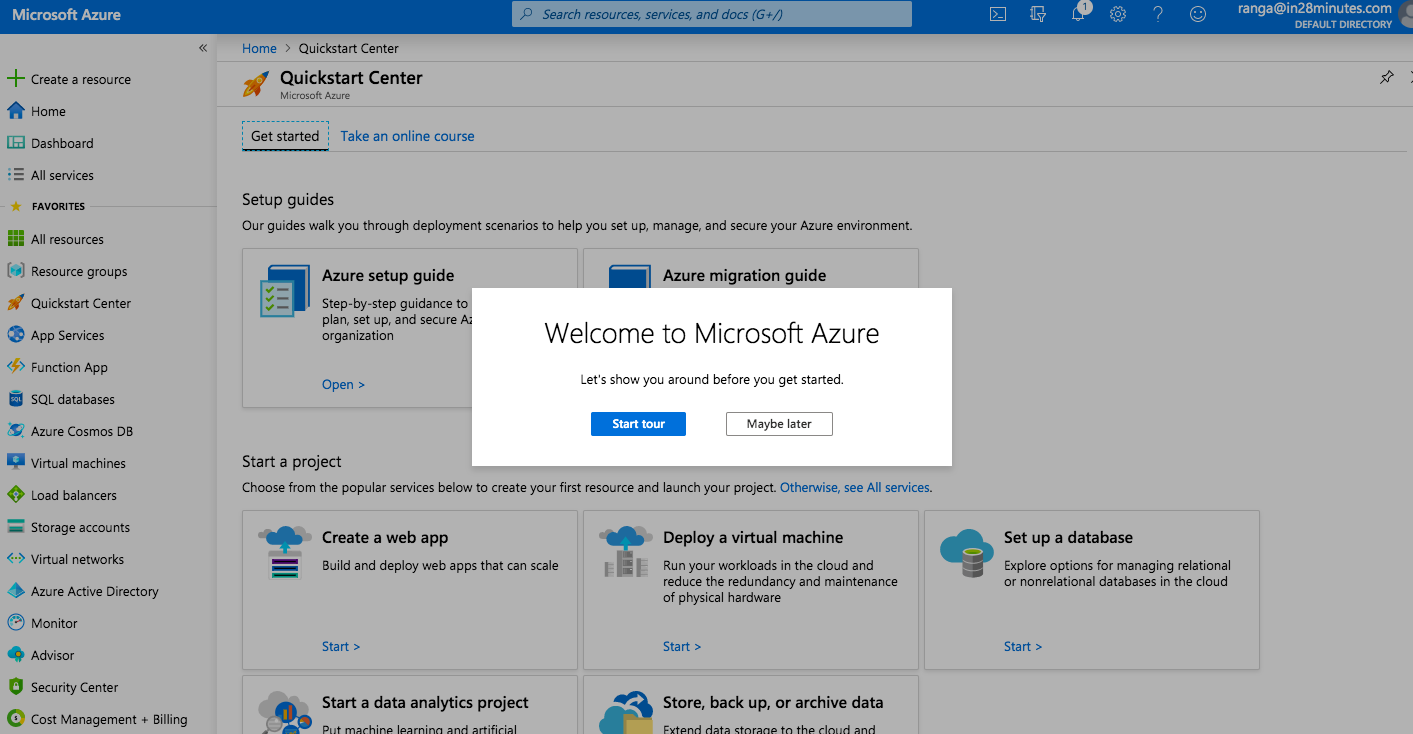 Microsoft Azure
Search resources, services, and docs (G+/)
1
ranga@in28minutes.com
DEFAULT DIRECTORY
Create a resource
Home
Dashboard
All services
FAVORITES
All resources
Resource groups
Quickstart Center
App Services
Function App
SQL databases
Azure Cosmos DB
Virtual machines
Load balancers
Storage accounts
Virtual networks
Azure Active Directory
Monitor
Advisor
Security Center
Cost Management + Billing
Home > Quickstart Center
Quickstart Center
Microsoft Azure
Get started Take an online course
Setup guides
Our guides walk you through deployment scenarios to help you set up, manage, and secure your Azure environment.
Azure setup guide
Step-by-step guidance to
plan, set up, and secure Az
organization
Open >
Azure migration guide
Welcome to Microsoft Azure
Let's show you around before you get started.
Start tour
Maybe later
Start a project
Choose from the popular services below to create your first resource and launch your project. Otherwise, see All services.
Create a web app
Build and deploy web apps that can scale
Start >
Deploy a virtual machine
Run your workloads in the cloud and
reduce the redundancy and maintenance
of physical hardware
Start >
Set up a database
Explore options for managing relational
or nonrelational databases in the cloud
Start >
Start a data analytics project
Put machine learning and artificial
Store, back up, or archive data
Extend data storage to the cloud and